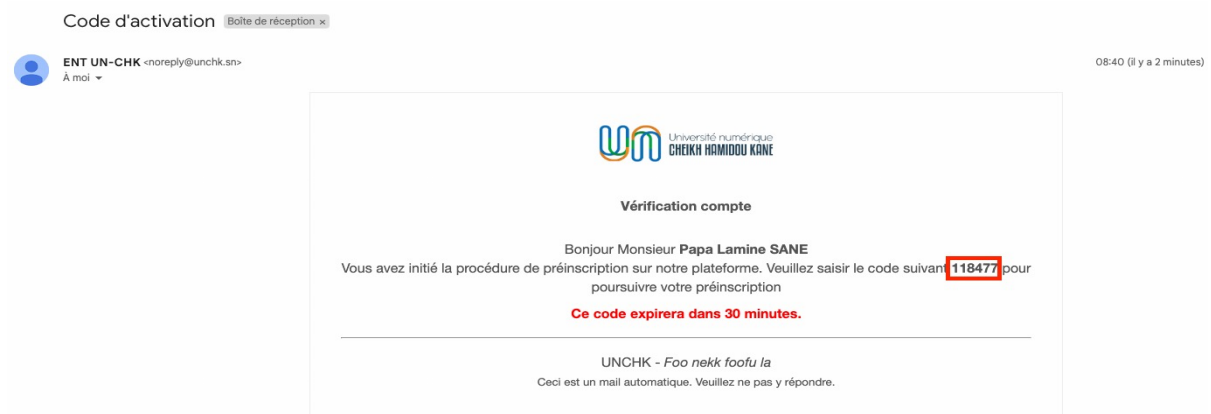 Code d'activation Boîte de réception ×
ENT UN-CHK <noreply@unchk.sn>
08:40 (il y a 2 minutes)
À moi
Université numérique
CHEIKH HAMIDOU KANE
Vérification compte
Bonjour Monsieur Papa Lamine SANE
Vous avez initié la procédure de préinscription sur notre plateforme. Veuillez saisir le code suivant 118477 pour
poursuivre votre préinscription
Ce code expirera dans 30 minutes.
UNCHK - Foo nekk foofu la
Ceci est un mail automatique. Veuillez ne pas y répondre.